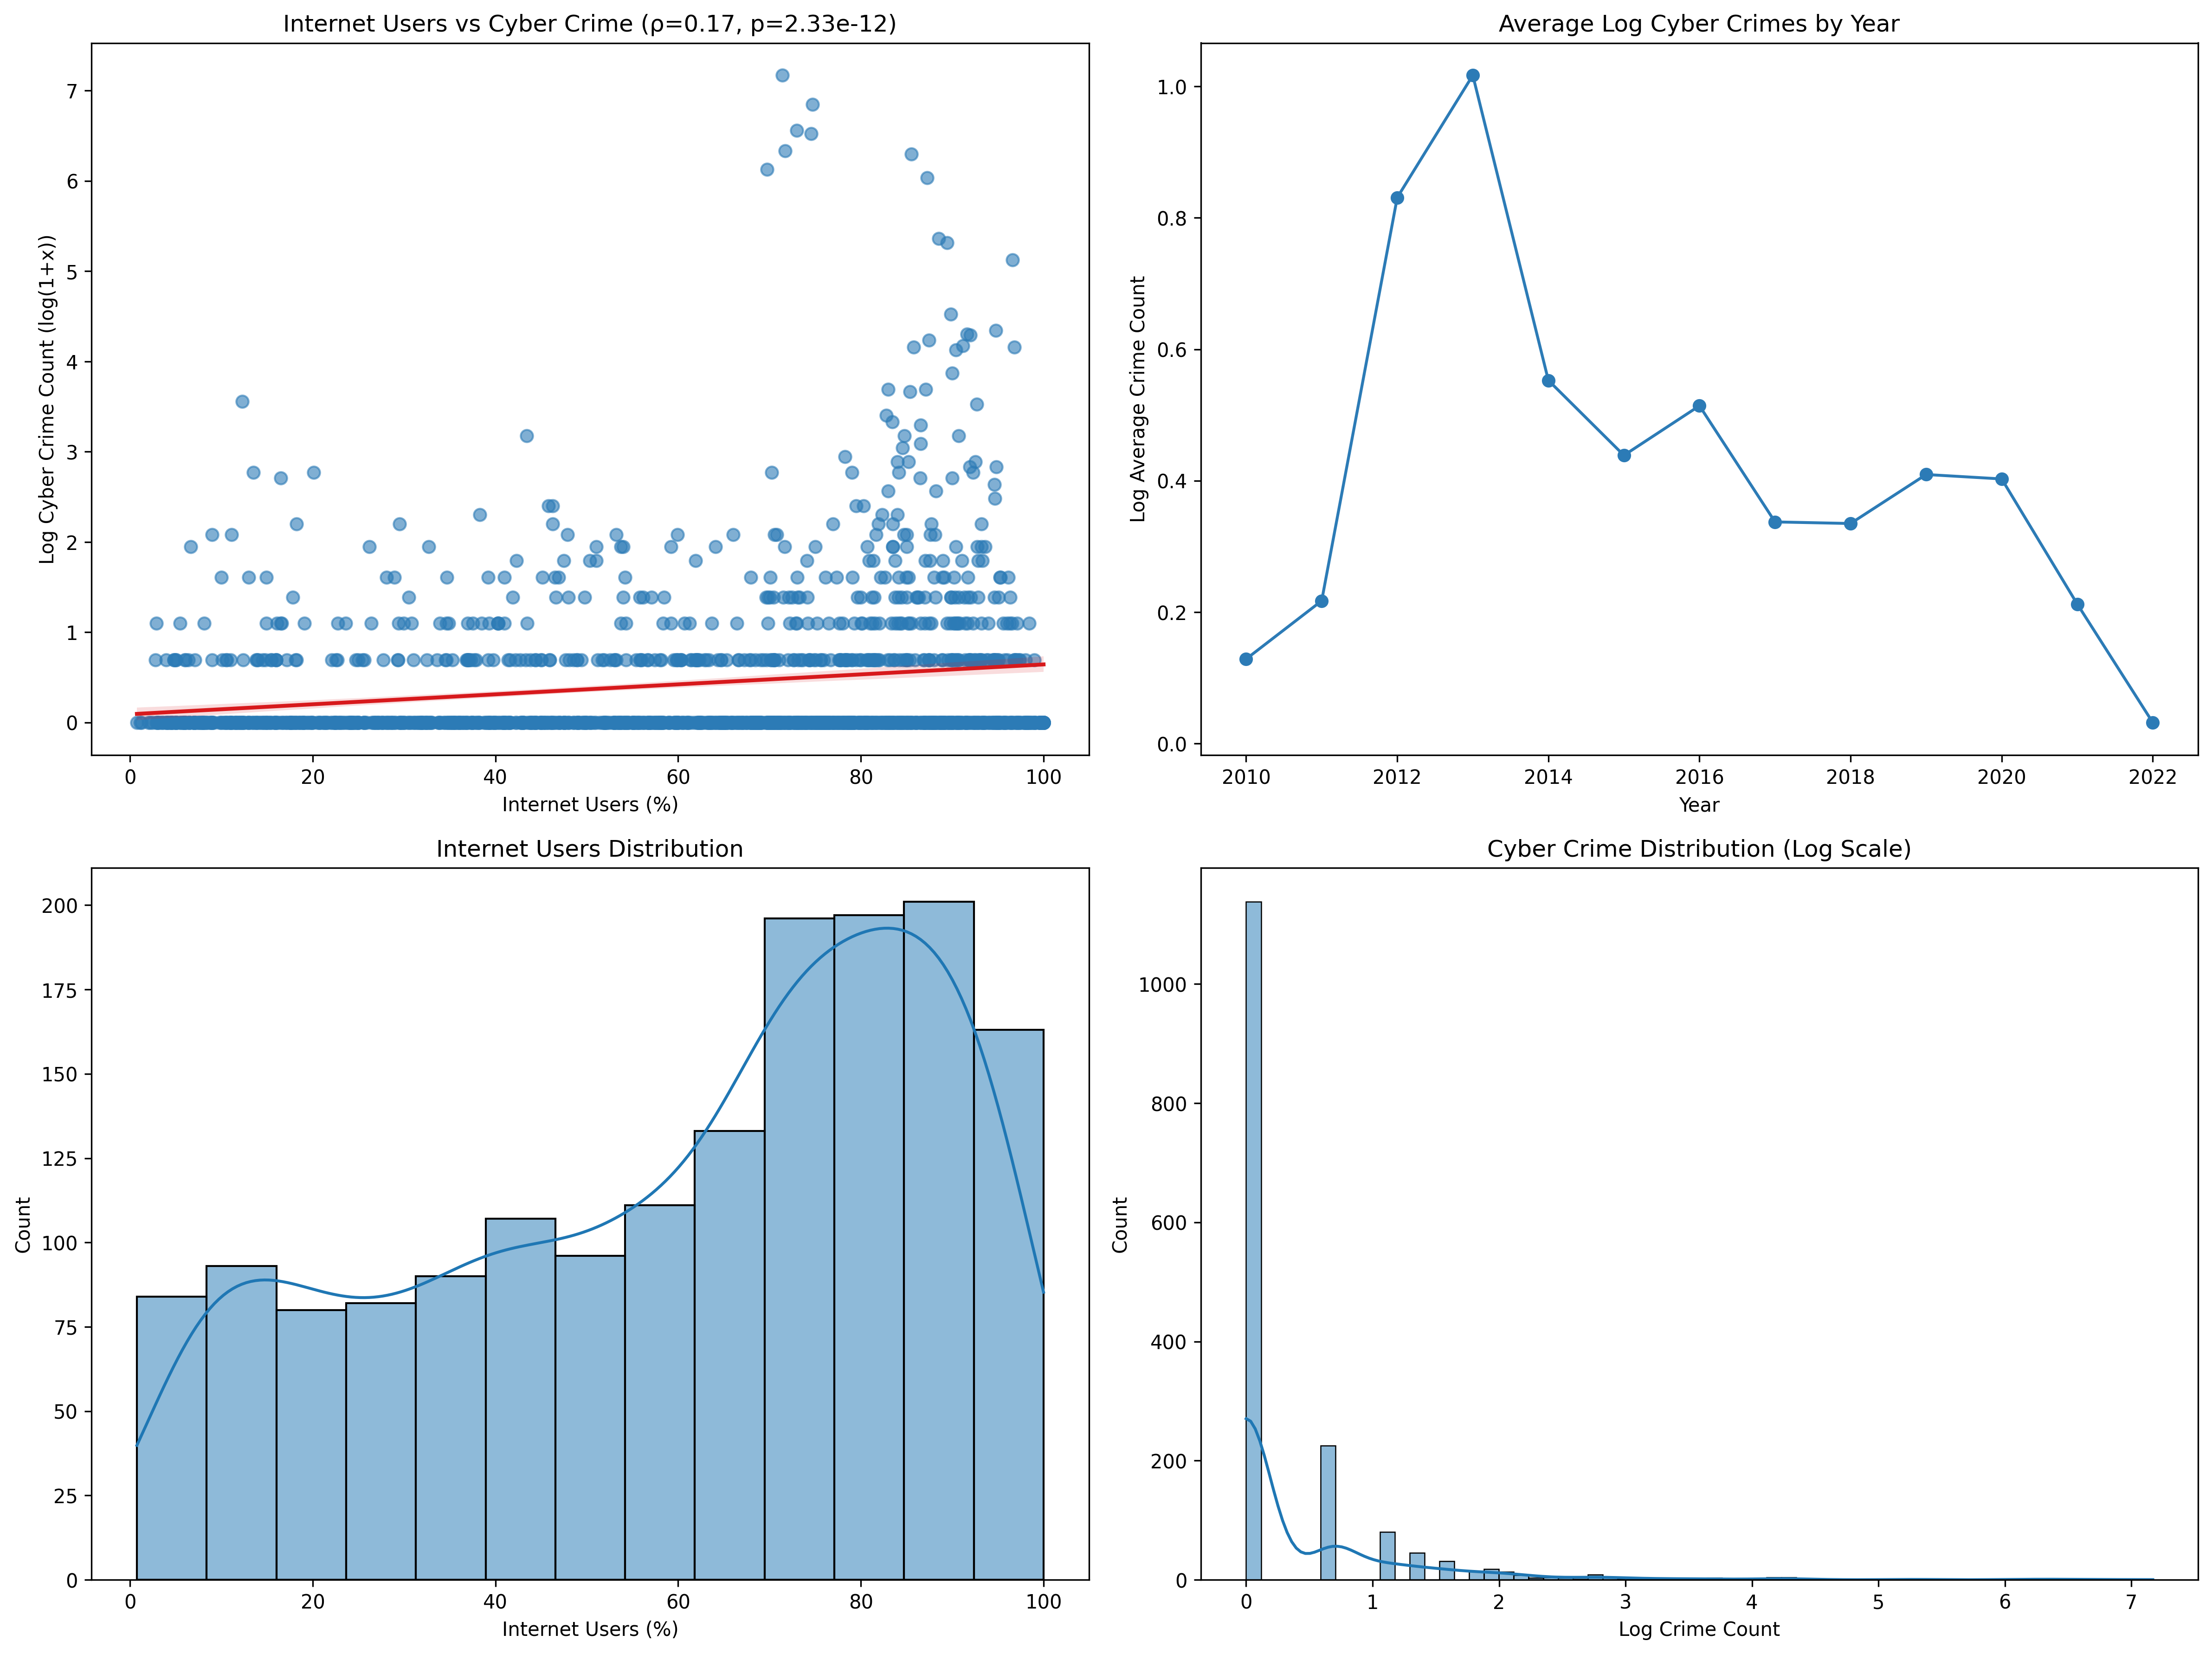 Internet Users vs Cyber Crime (ρ=0.17, p=2.33e-12)
Log Cyber Crime Count (log(1+x))
7
6
5
4
3
2
1
0
0 20 40 60 80 100
Internet Users (%)
Average Log Cyber Crimes by Year
Log Average Crime Count
1.0
0.8
0.6
0.4
0.2
0.0
2010 2012 2014 2016 2018 2020 2022
Year
Internet Users Distribution
Count
200
175
150
125
100
75
50
25
0
0 20 40 60 80 100
Internet Users (%)
Cyber Crime Distribution (Log Scale)
Count
1000
800
600
400
200
0
0 1 2 3 4 5 6 7
Log Crime Count